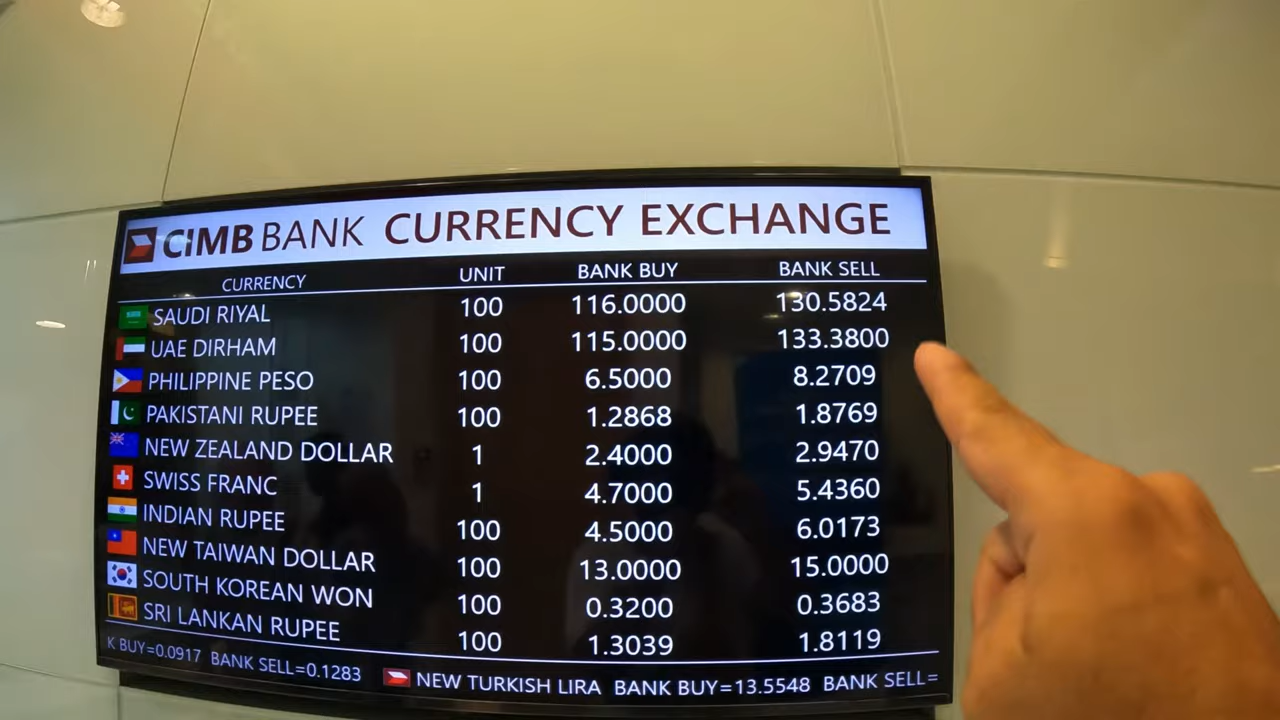 CIMB BANK CURRENCY EXCHANGE
CURRENCY UNIT BANK BUY BANK SELL
SAUDI RIYAL 100 116.0000 130.5824
UAE DIRHAM 100 115.0000 133.3800
PHILIPPINE PESO 100 6.5000 8.2709
PAKISTANI RUPEE 100 1.2868 1.8769
NEW ZEALAND DOLLAR 1 2.4000 2.9470
SWISS FRANC 1 4.7000 5.4360
INDIAN RUPEE 100 4.5000 6.0173
NEW TAIWAN DOLLAR 100 13.0000 15.0000
SOUTH KOREAN WON 100 0.3200 0.3683
SRI LANKAN RUPEE 100 1.3039 1.8119
K BUY=0.0917 BANK SELL=0.1283 NEW TURKISH LIRA BANK BUY=13.5548 BANK SELL=